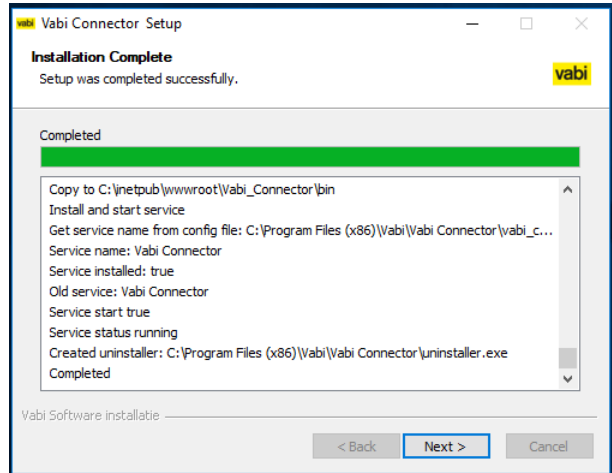 vabi Vabi Connector Setup
Installation Complete
Setup was completed successfully.
vabi
Completed
Copy to C:\inetpub\wwwroot\Vabi_Connector\bin
Install and start service
Get service name from config file: C:\Program Files (x86)\Vabi\Vabi Connector\vabi_c...
Service name: Vabi Connector
Service installed: true
Old service: Vabi Connector
Service start true
Service status running
Created uninstaller: C:\Program Files (x86)\Vabi\Vabi Connector\uninstaller.exe
Completed
Vabi Software installatie
< Back Next > Cancel